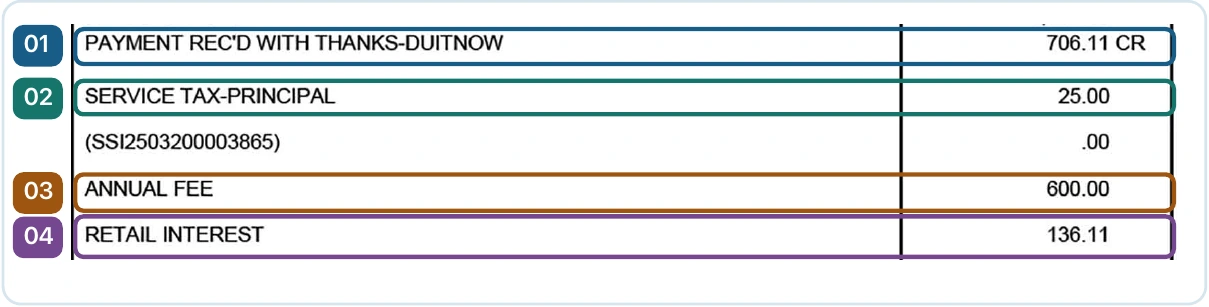 01 PAYMENT REC'D WITH THANKS-DUITNOW 706.11 CR
02 SERVICE TAX-PRINCIPAL 25.00
(SSI2503200003865) .00
03 ANNUAL FEE 600.00
04 RETAIL INTEREST 136.11